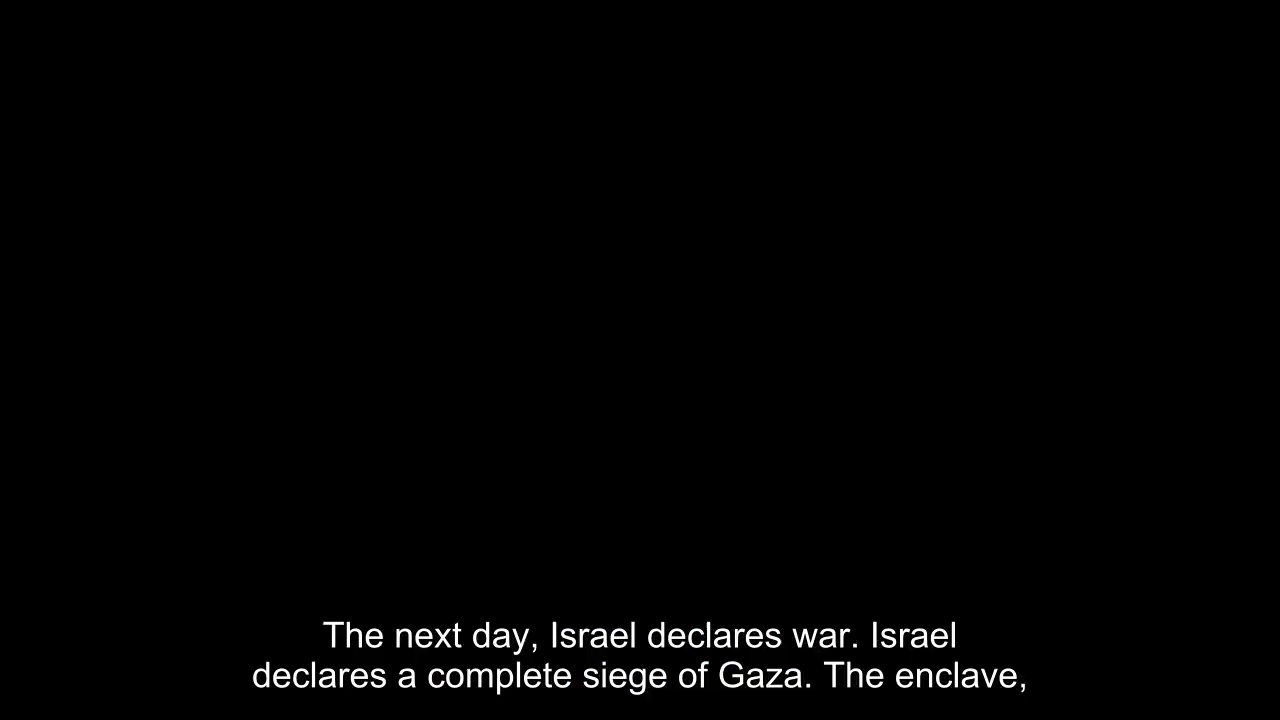 The next day, Israel declares war. Israel
declares a complete siege of Gaza. The enclave,